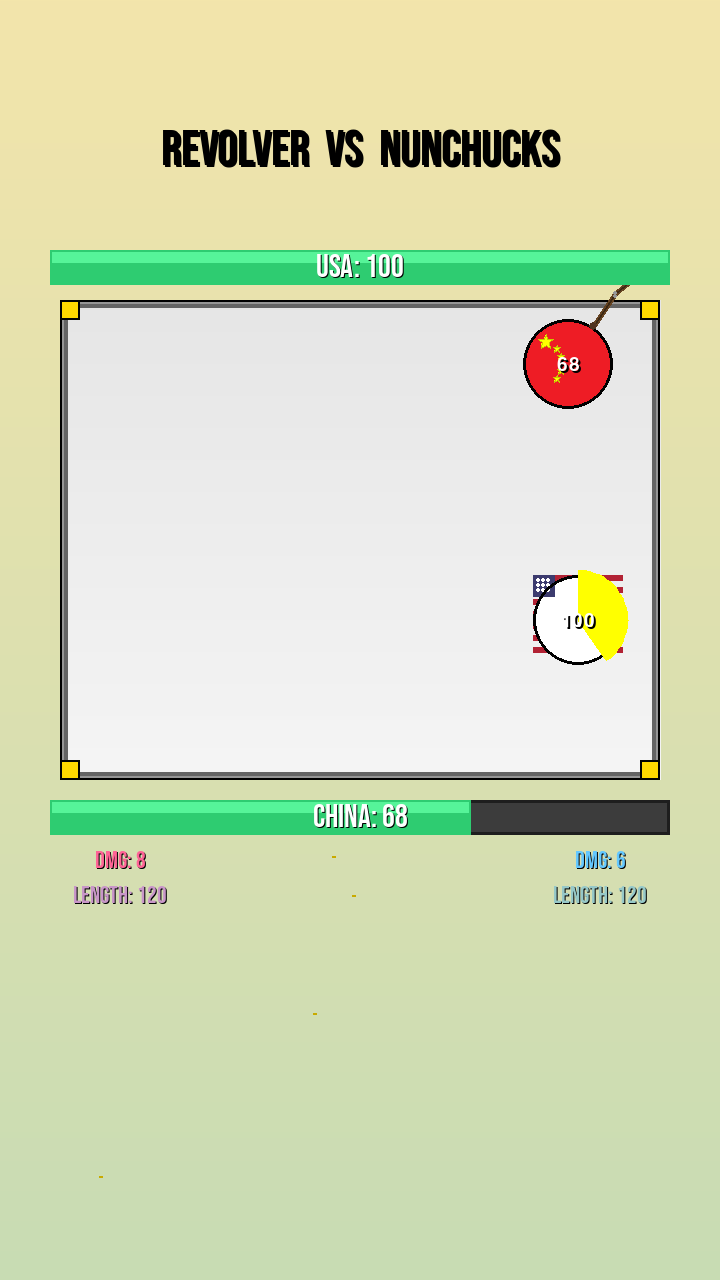 REVOLVER VS NUNCHUCKS
USA: 100
68
100
CHINA: 68
DMG: 8
DMG: 6
LENGTH: 120
LENGTH: 120